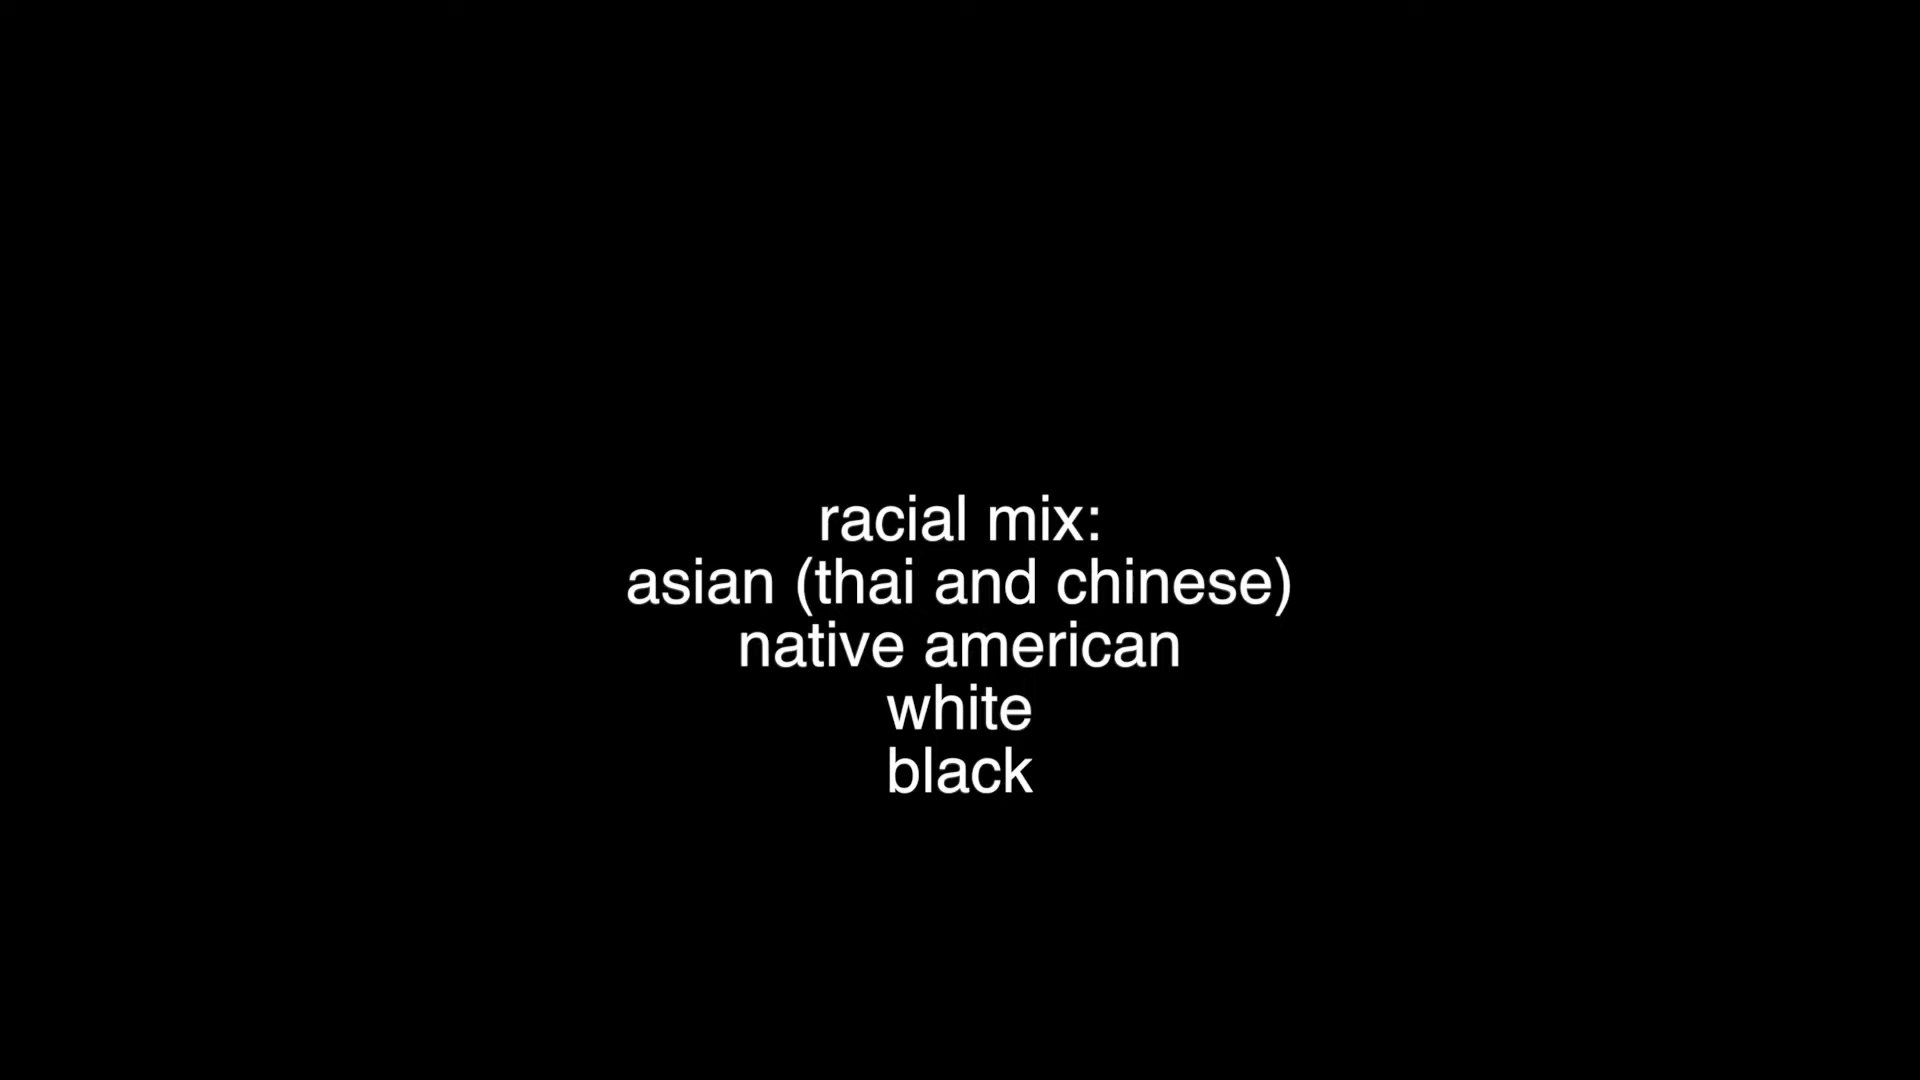 racial mix:
asian (thai and chinese)
native american
white
black